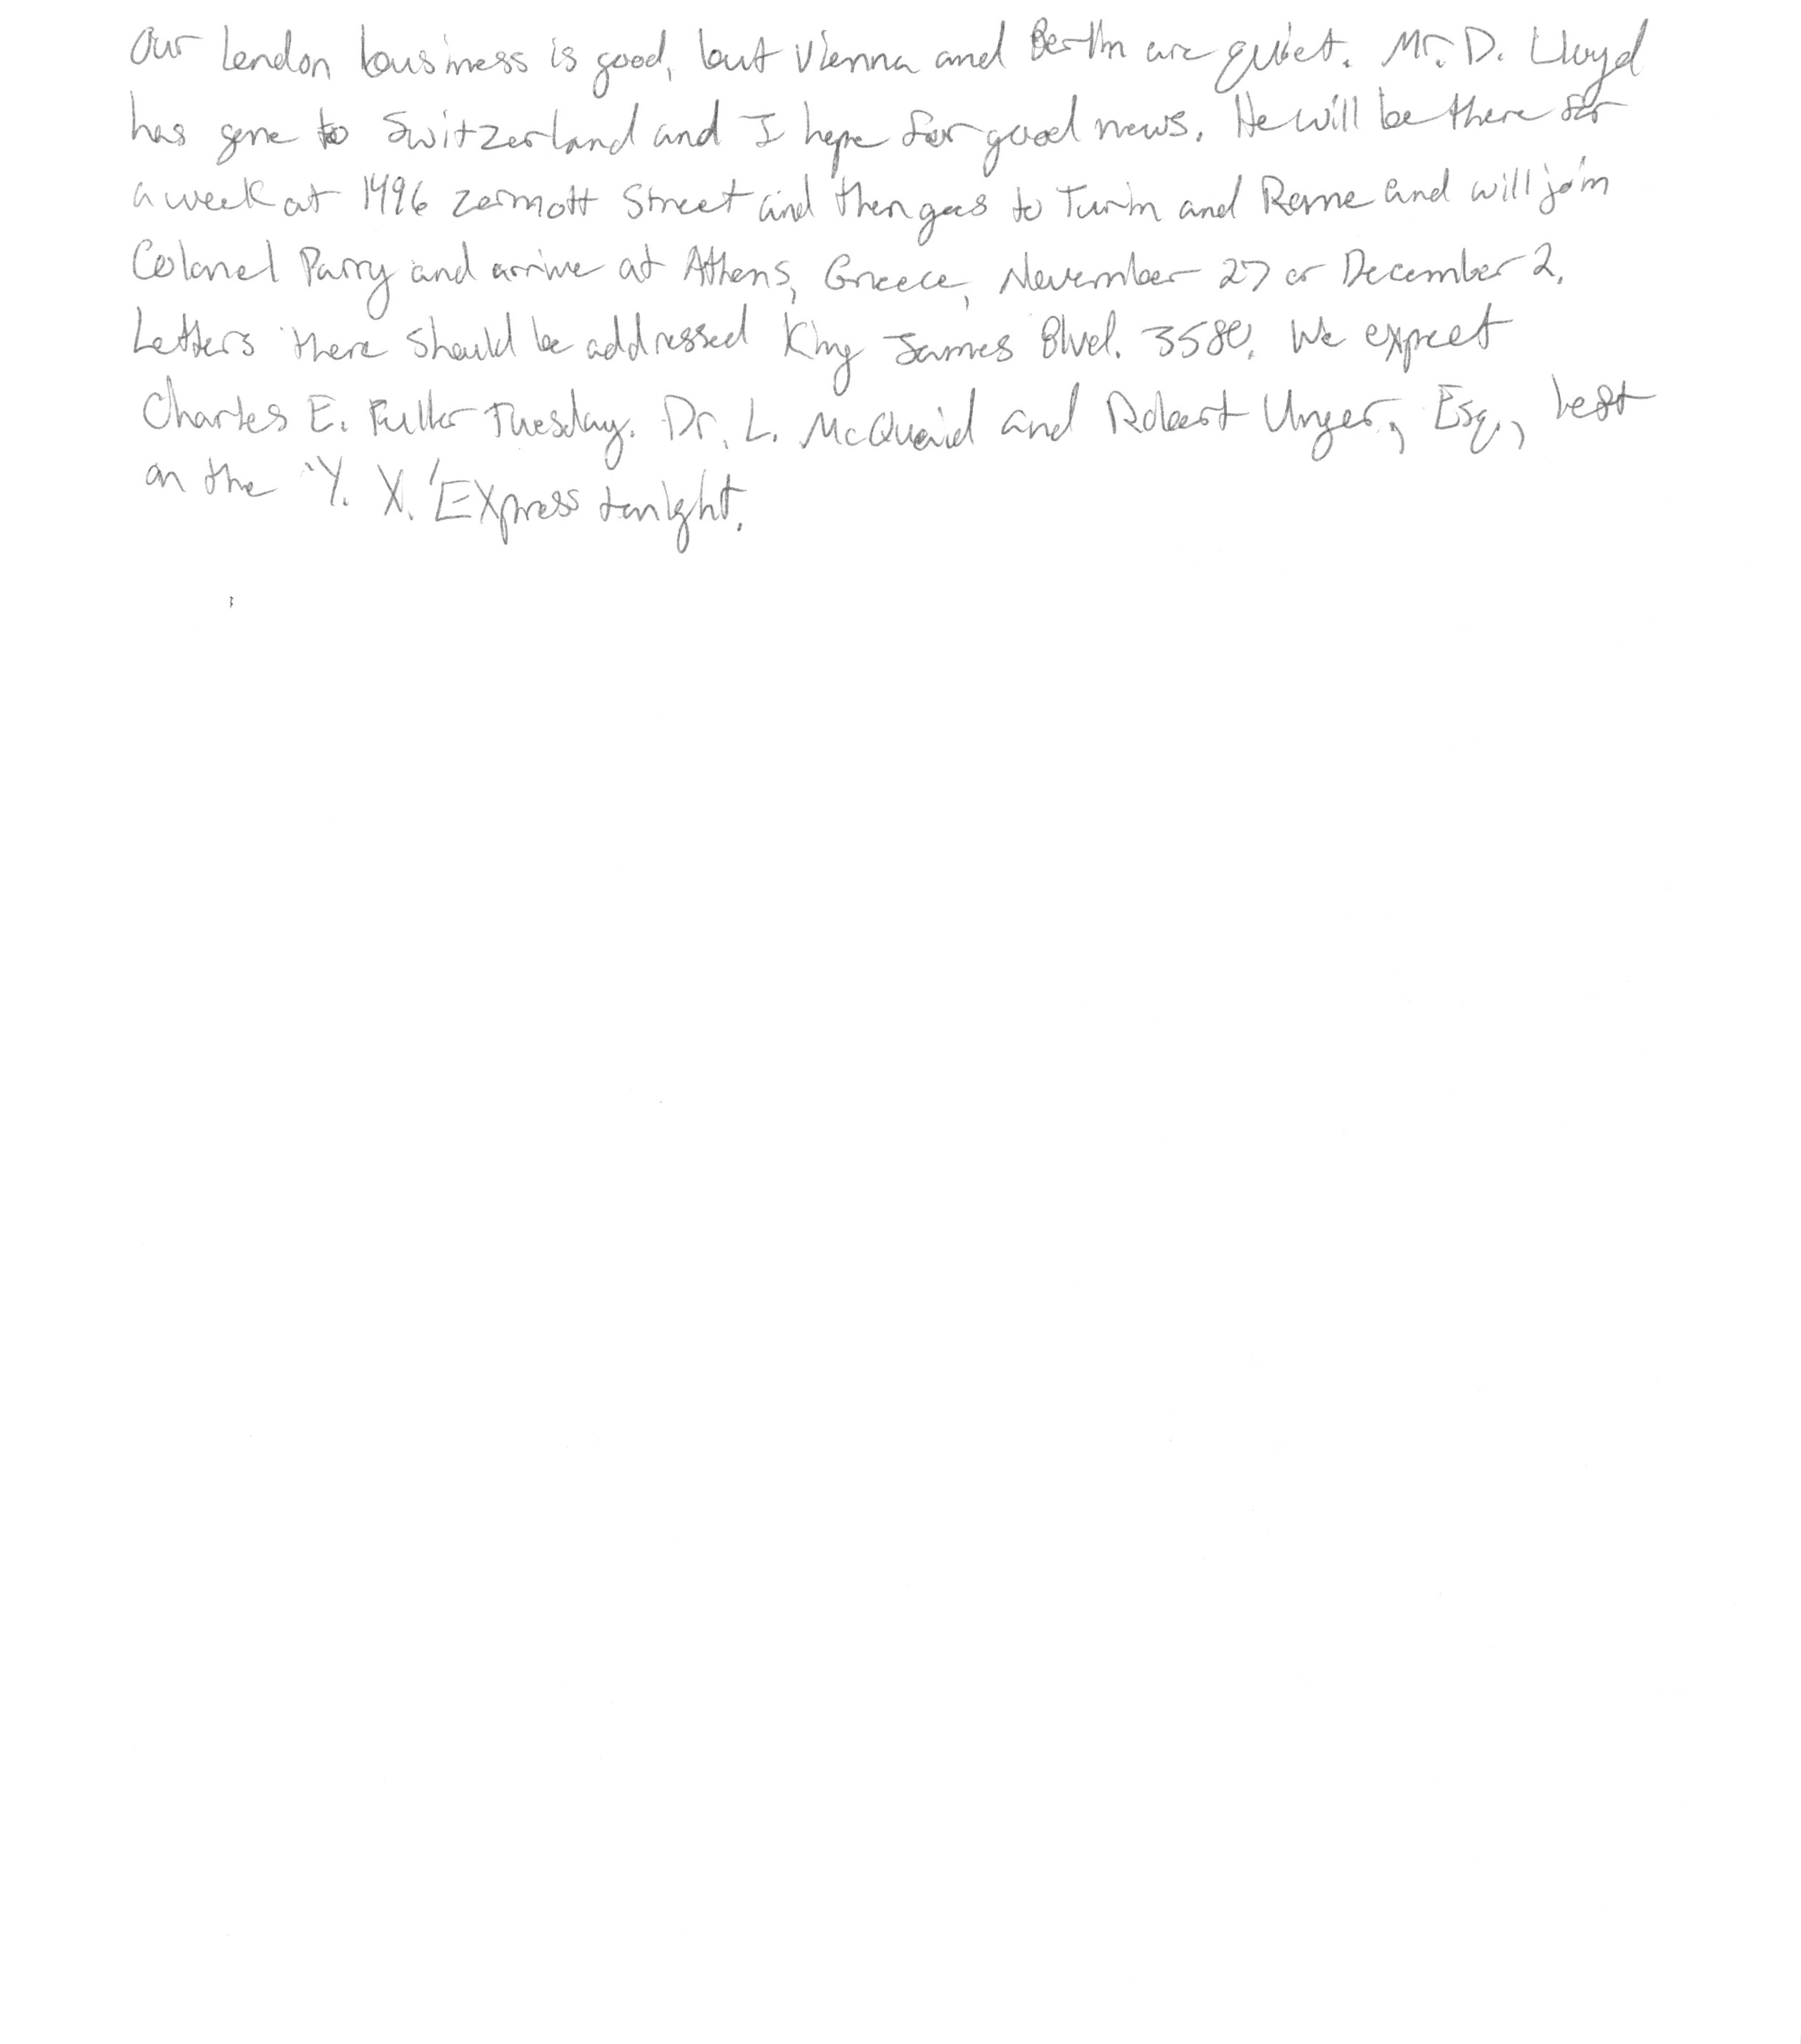 Our London business is good, but Vienna and Berlin are quiet. Mr. D. Lloyd
has gone to Switzerland and I hope for good news. He will be there for
a week at 1496 Zermott Street and then goes to Turin and Rome and will join
Colonel Parry and arrive at Athens, Greece, November 27 or December 2.
Letters there should be addressed King James Blvd. 3580. We expect
Charles E. Fuller Tuesday. Dr. L. McQuaid and Robert Unger, Esq., left
on the 'Y. X.' Express tonight.